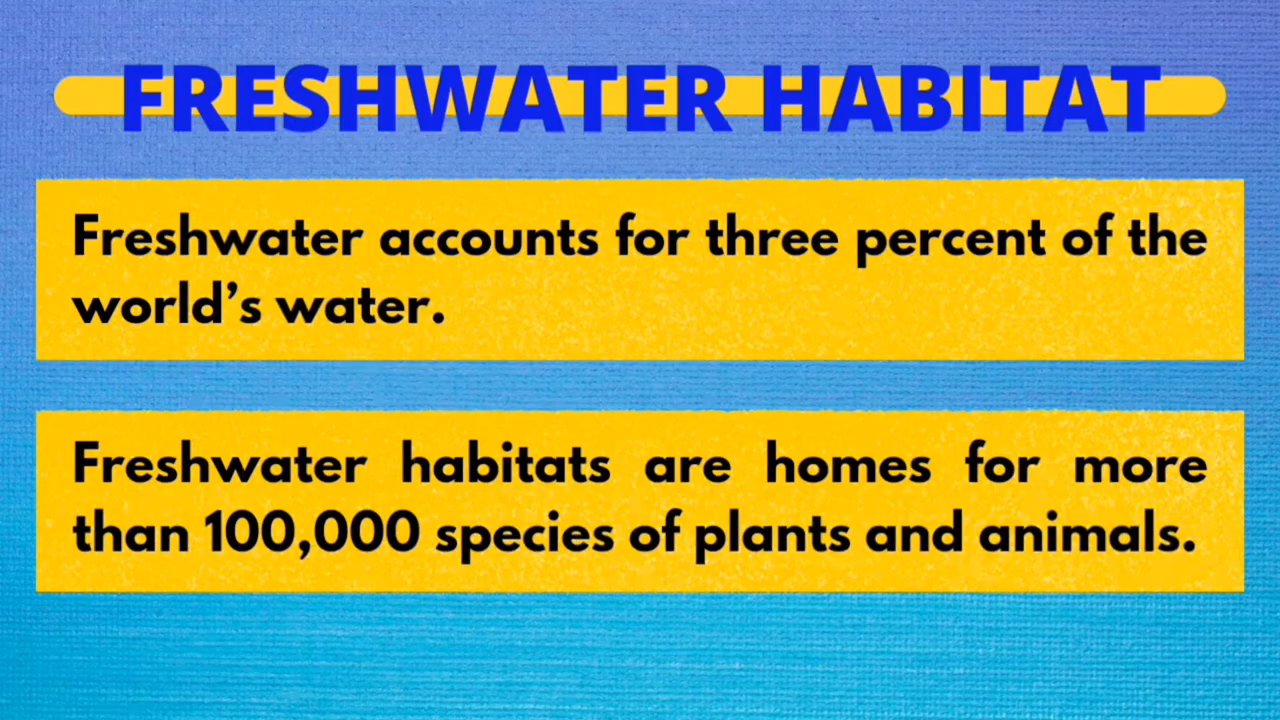 FRESHWATER HABITAT
Freshwater accounts for three percent of the
world’s water.
Freshwater habitats are homes for more
than 100,000 species of plants and animals.